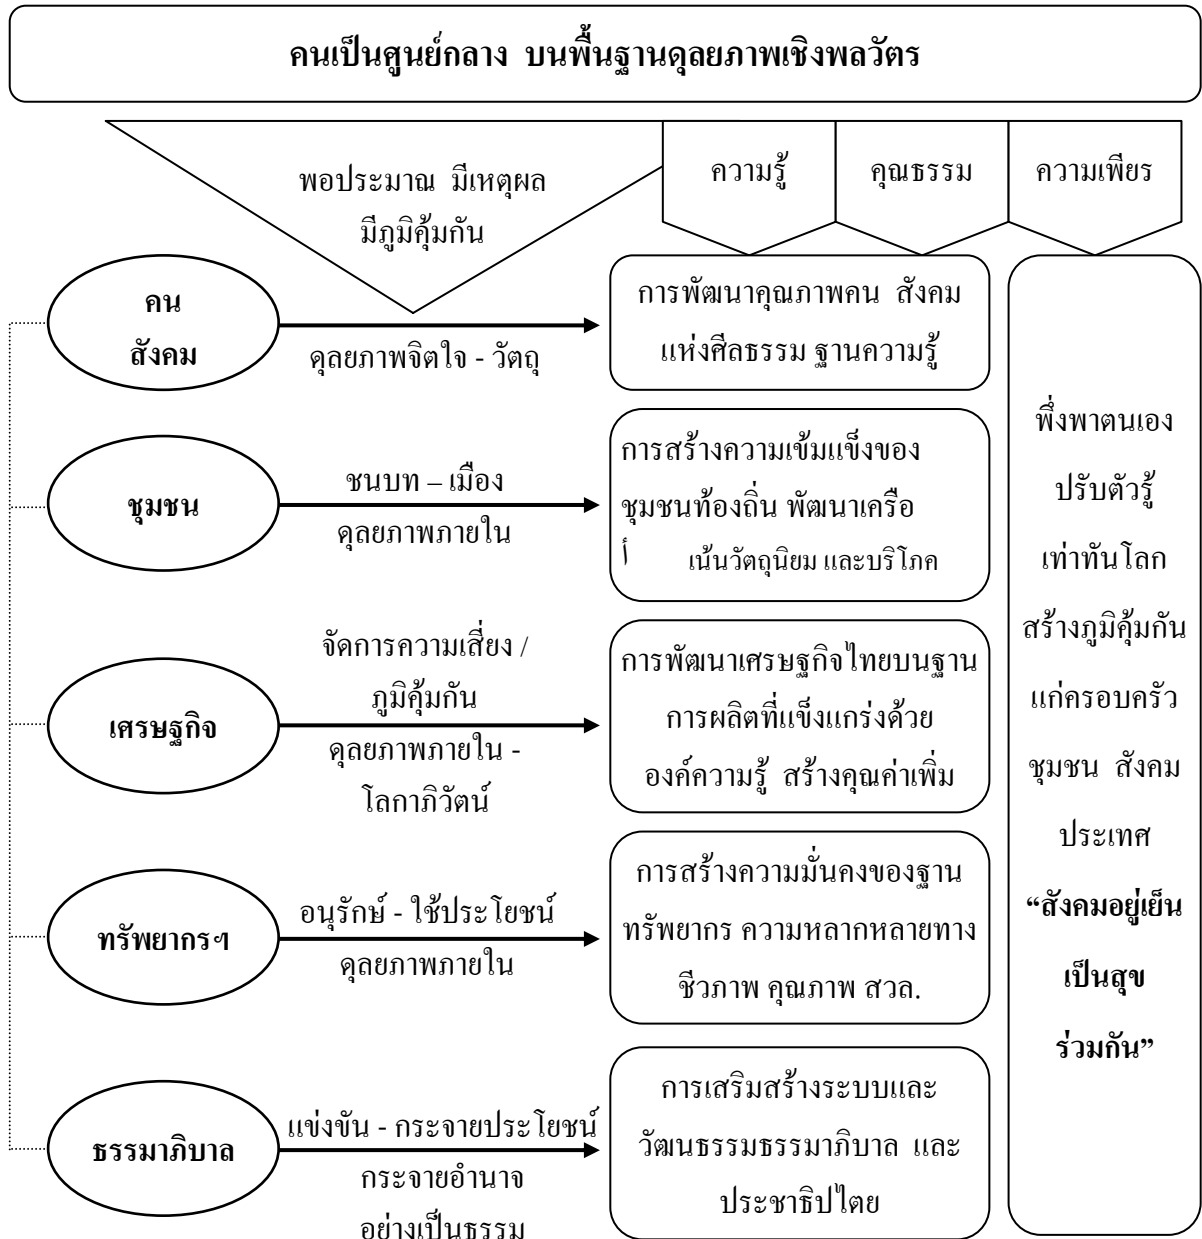 คนเป็นศูนย์กลาง บนพื้นฐานดุลยภาพเชิงพลวัตร
พอประมาณ มีเหตุผล
มีภูมิคุ้มกัน
ความรู้
คุณธรรม
ความเพียร
คน
สังคม
ดุลยภาพจิตใจ - วัตถุ
การพัฒนาคุณภาพคน สังคม
แห่งศีลธรรม ฐานความรู้
ชุมชน
ชนบท – เมือง
ดุลยภาพภายใน
การสร้างความเข้มแข็งของ
ชุมชนท้องถิ่น พัฒนาเครือ
เน้นวัตถุนิยม และบริโภค
เศรษฐกิจ
จัดการความเสี่ยง /
ภูมิคุ้มกัน
ดุลยภาพภายใน -
โลกาภิวัตน์
การพัฒนาเศรษฐกิจไทยบนฐาน
การผลิตที่แข็งแกร่งด้วย
องค์ความรู้ สร้างคุณค่าเพิ่ม
ทรัพยากรฯ
อนุรักษ์ - ใช้ประโยชน์
ดุลยภาพภายใน
การสร้างความมั่นคงของฐาน
ทรัพยากร ความหลากหลายทาง
ชีวภาพ คุณภาพ สวล.
ธรรมาภิบาล
แข่งขัน - กระจายประโยชน์
กระจายอำนาจ
อย่างเป็นธรรม
การเสริมสร้างระบบและ
วัฒนธรรมธรรมาภิบาล และ
ประชาธิปไตย
พึ่งพาตนเอง
ปรับตัวรู้
เท่าทันโลก
สร้างภูมิคุ้มกัน
แก่ครอบครัว
ชุมชน สังคม
ประเทศ
“สังคมอยู่เย็น
เป็นสุข
ร่วมกัน”